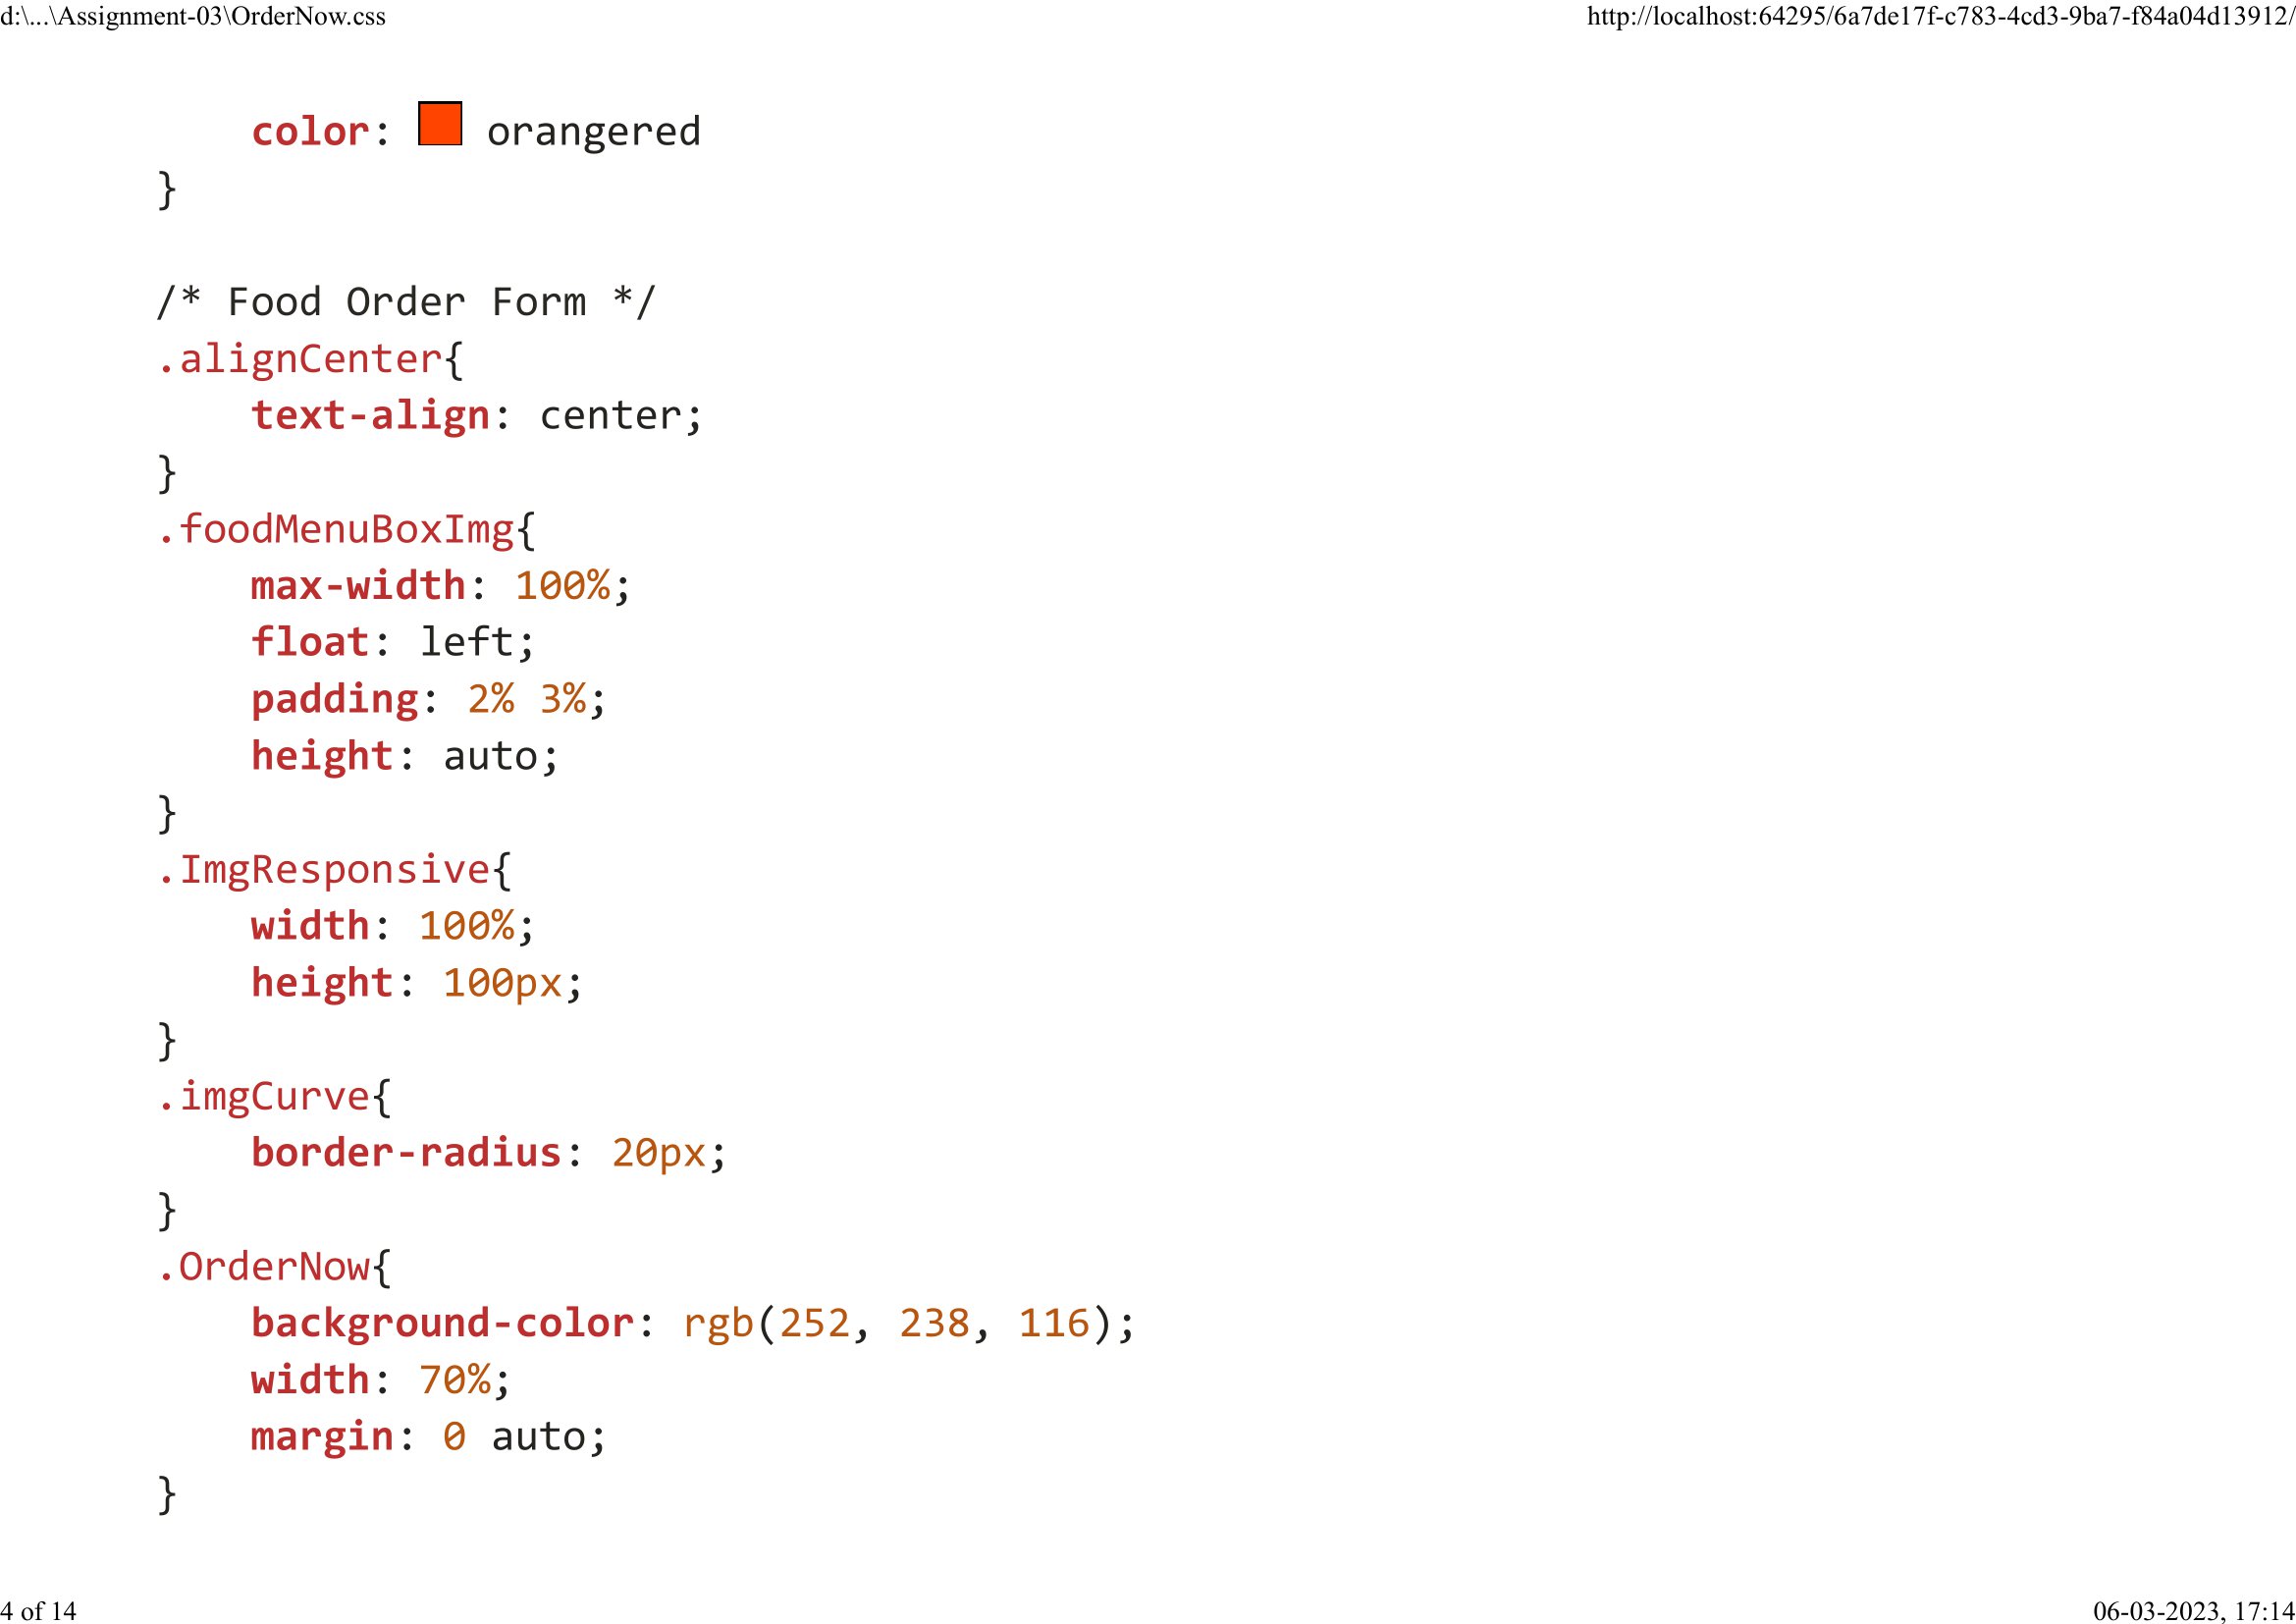 d:\...\Assignment-03\OrderNow.css http://localhost:64295/6a7de17f-c783-4cd3-9ba7-f84a04d13912/
    color: orangered
}

/* Food Order Form */
.alignCenter{
    text-align: center;
}
.foodMenuBoxImg{
    max-width: 100%;
    float: left;
    padding: 2% 3%;
    height: auto;
}
.ImgResponsive{
    width: 100%;
    height: 100px;
}
.imgCurve{
    border-radius: 20px;
}
.OrderNow{
    background-color: rgb(252, 238, 116);
    width: 70%;
    margin: 0 auto;
}
4 of 14 06-03-2023, 17:14